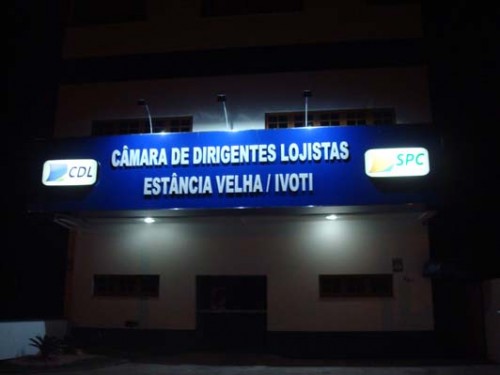 CÂMARA DE DIRIGENTES LOJISTAS
ESTÂNCIA VELHA / IVOTI
CDL
SPC